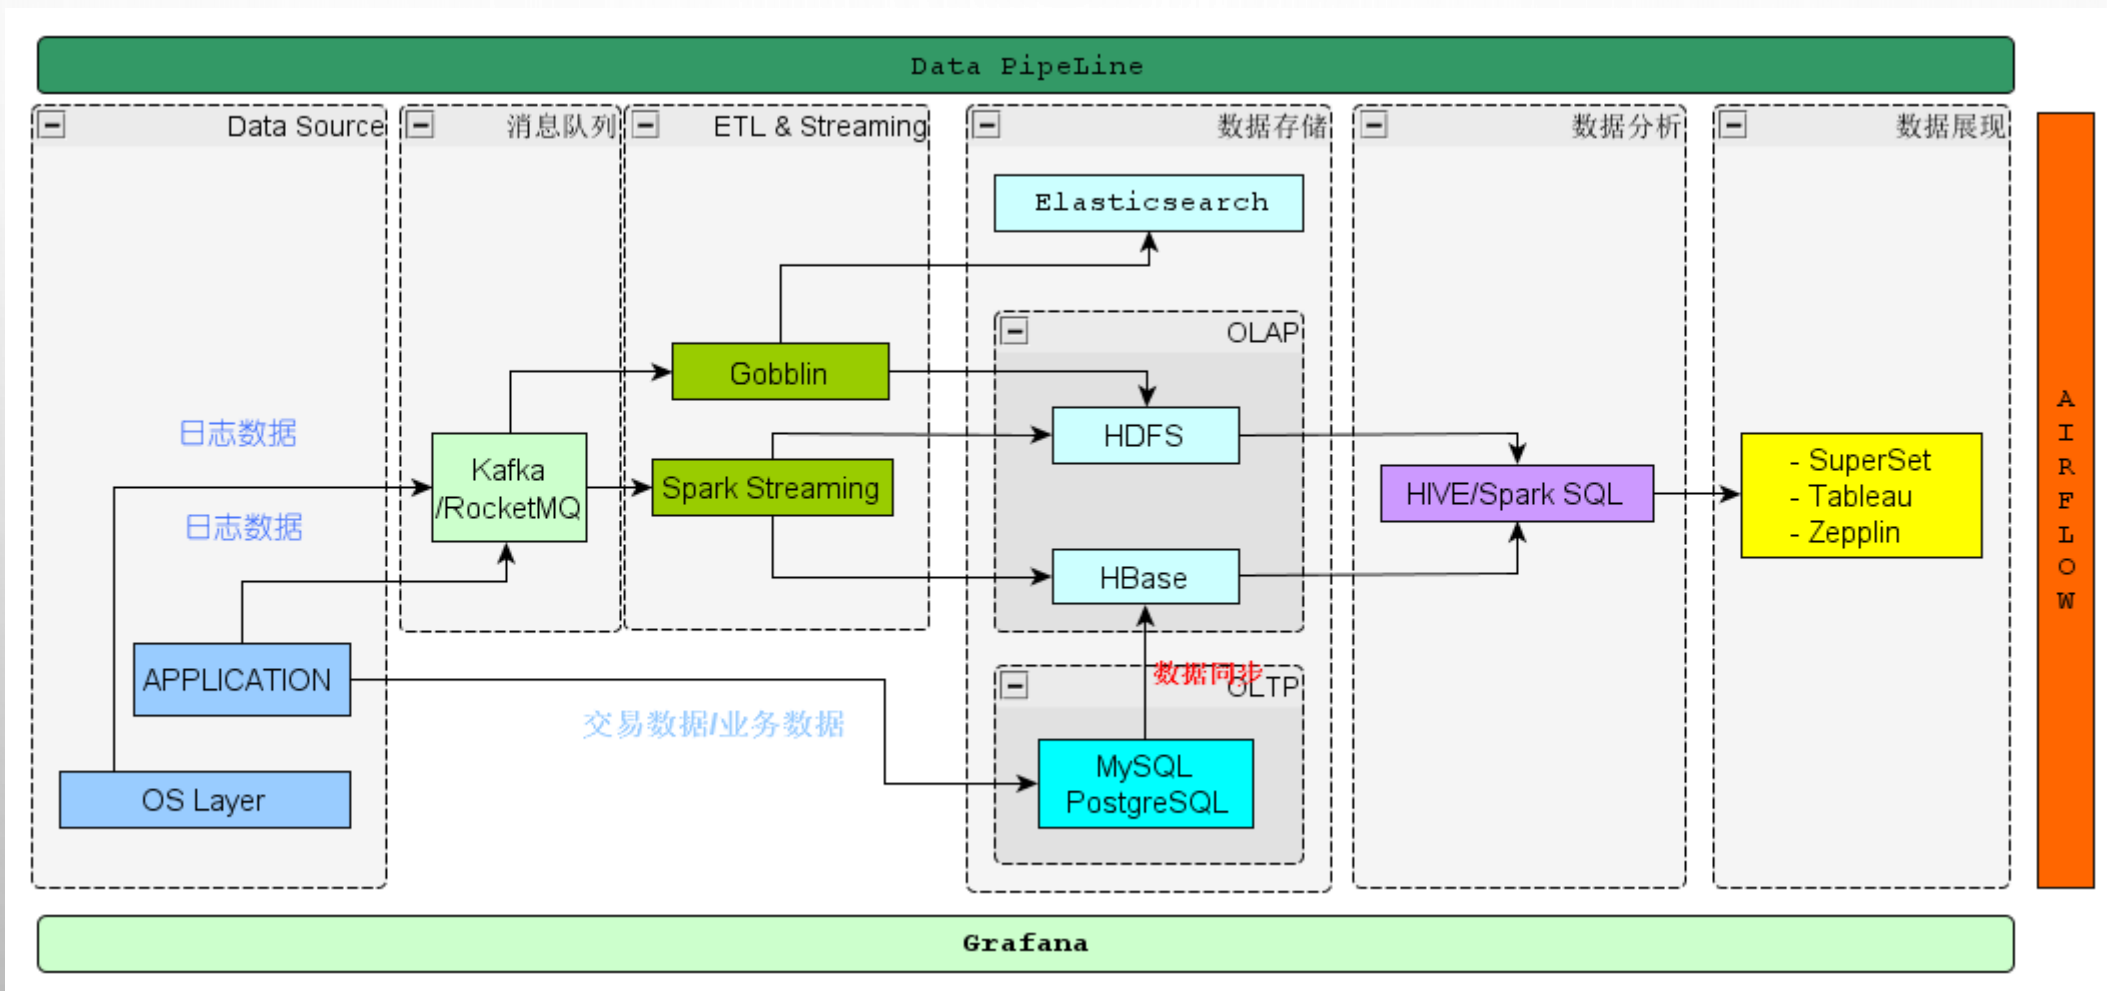 Data PipeLine
Data Source
消息队列
ETL & Streaming
数据存储
数据分析
数据展现
Elasticsearch
OLAP
Gobblin
HDFS
日志数据
Kafka
/RocketMQ
Spark Streaming
HIVE/Spark SQL
- SuperSet
- Tableau
- Zepplin
日志数据
HBase
APPLICATION
数据同步
OLTP
交易数据/业务数据
MySQL
PostgreSQL
OS Layer
A
I
R
F
L
O
W
Grafana